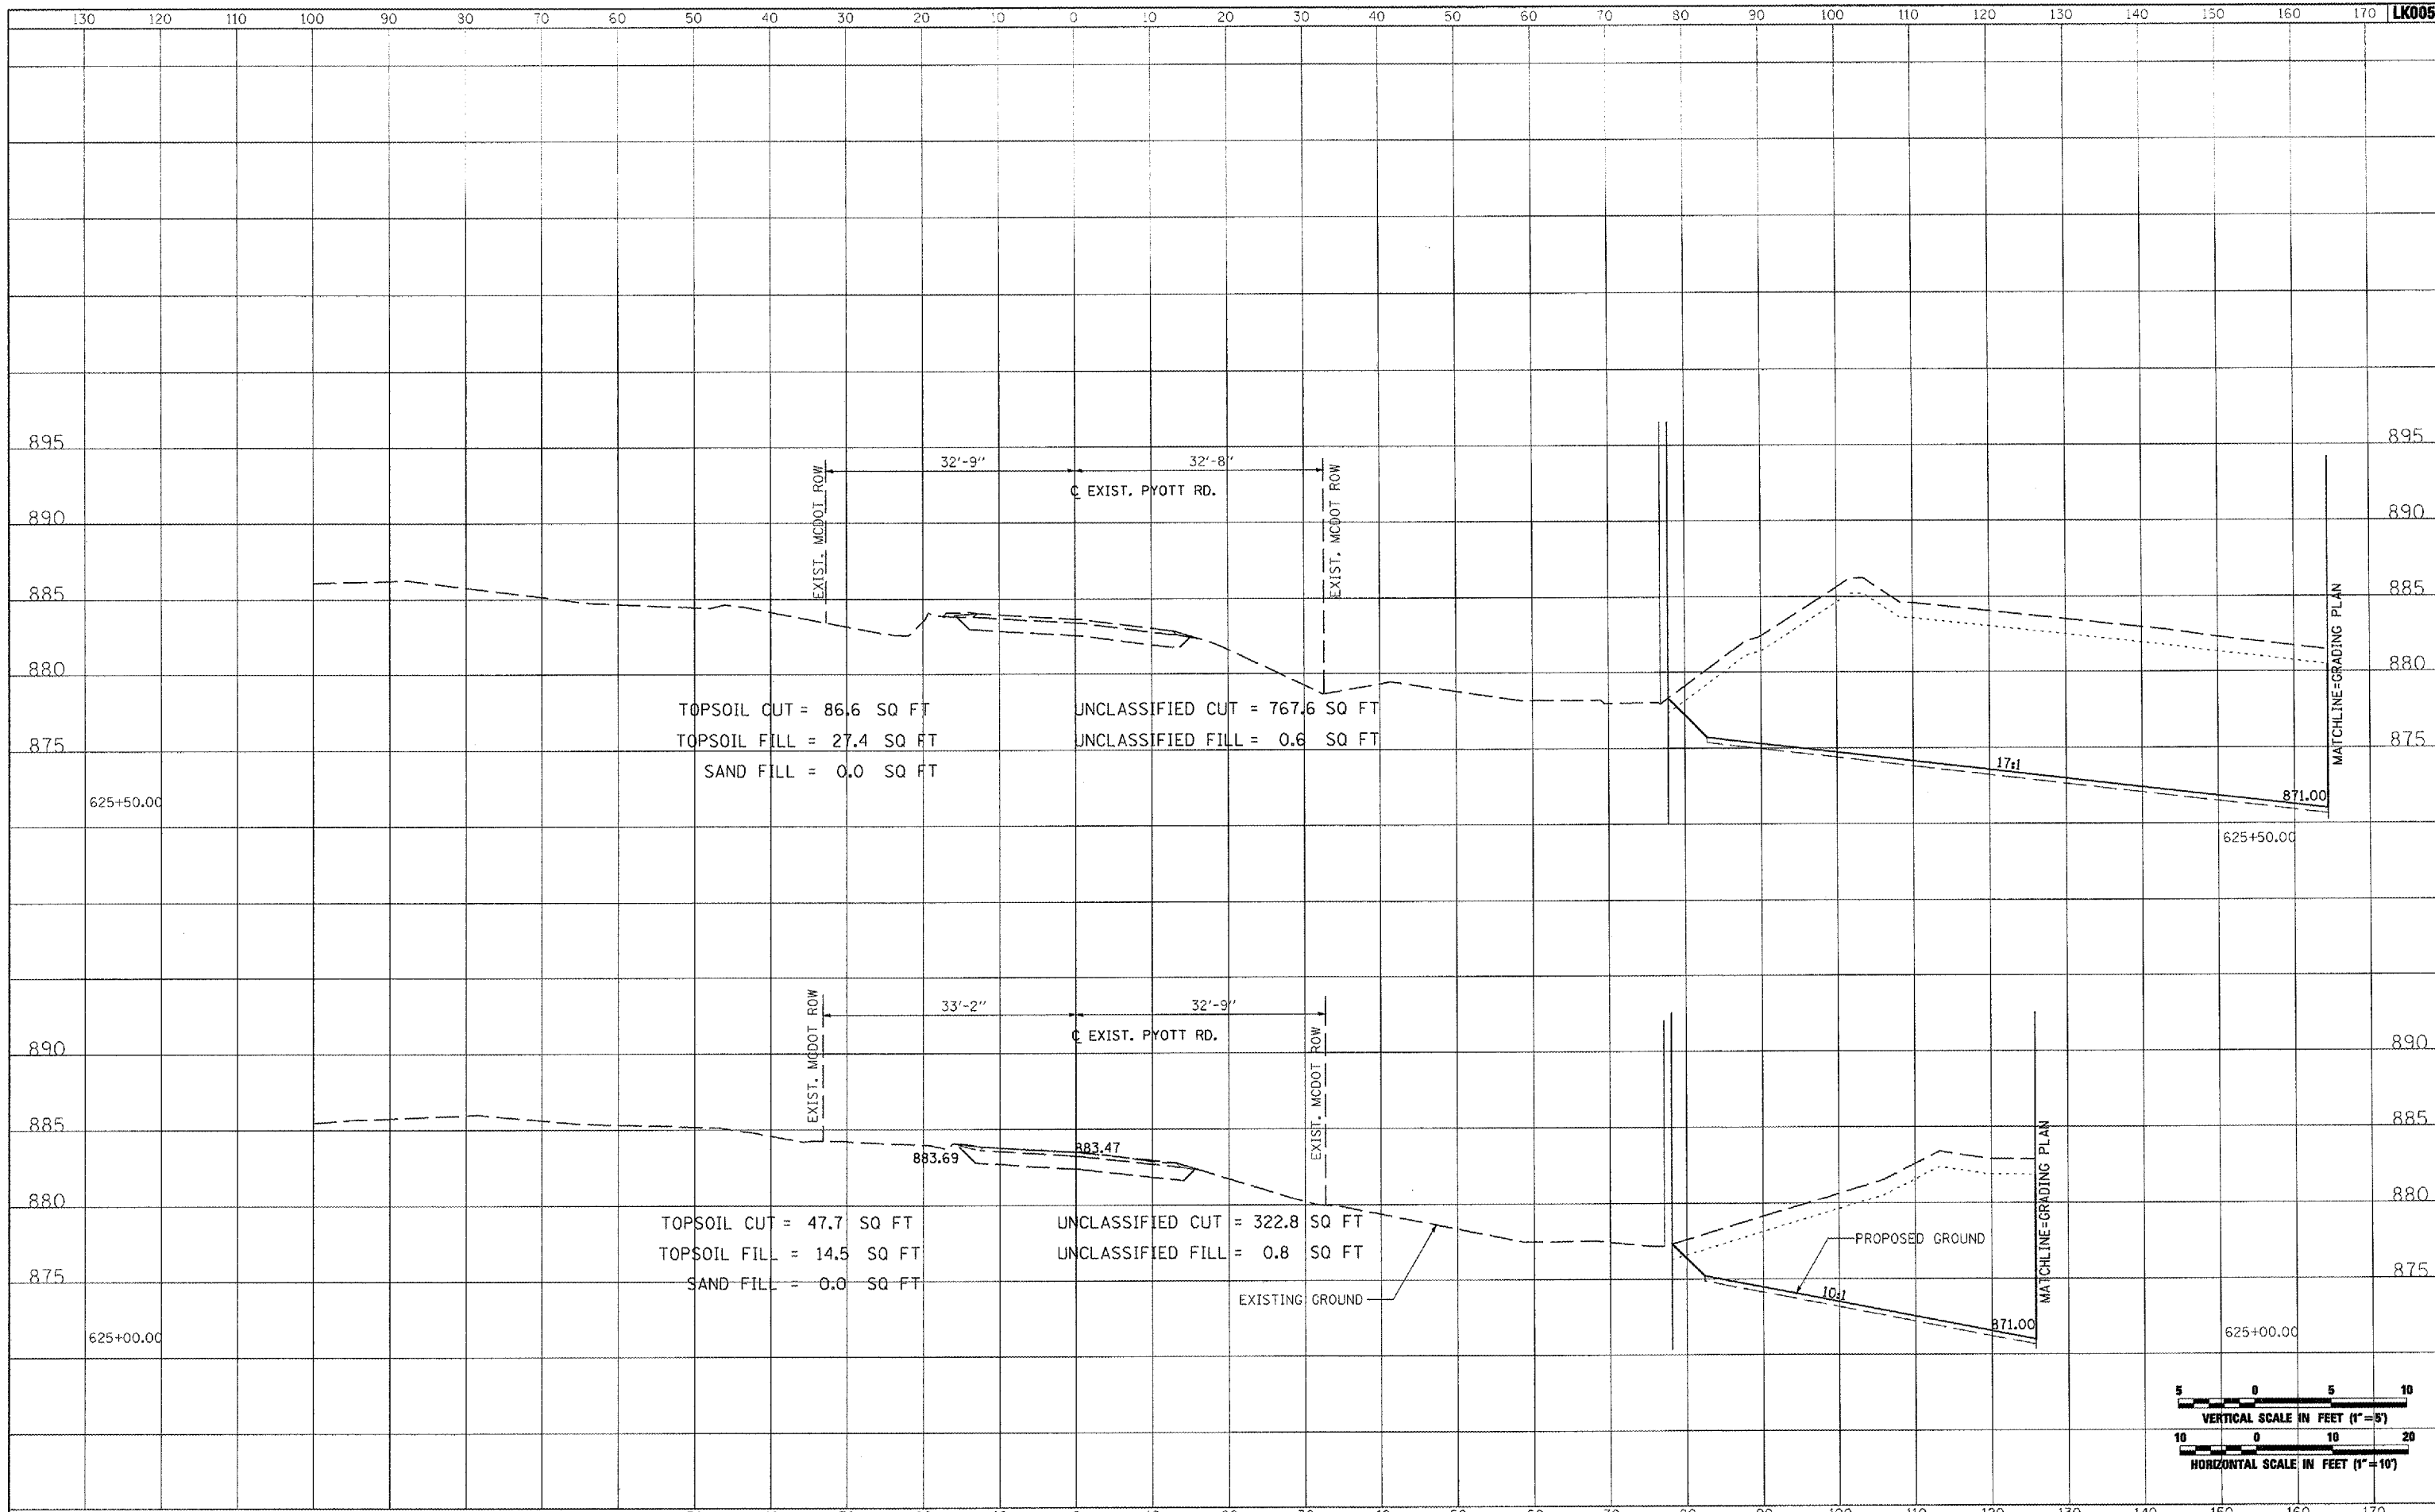 130 120 110 100 90 80 70 60 50 40 30 20 10 0 10 20 30 40 50 60 70 80 90 100 110 120 130 140 150 160 170 LK005
895 895
32'-9" 32'-8"
℄ EXIST. PYOTT RD.
EXIST. MCDOT ROW
EXIST. MCDOT ROW
890 890
885 885
MATCHLINE=GRADING PLAN
880 880
TOPSOIL CUT = 86.6 SQ FT UNCLASSIFIED CUT = 767.6 SQ FT
TOPSOIL FILL = 27.4 SQ FT UNCLASSIFIED FILL = 0.6 SQ FT
875 875
SAND FILL = 0.0 SQ FT
17:1
871.00
625+50.00
625+50.00
33'-2" 32'-9"
℄ EXIST. PYOTT RD.
EXIST. MCDOT ROW
EXIST. MCDOT ROW
890 890
885 885
883.69 883.47
MATCHLINE=GRADING PLAN
880 880
TOPSOIL CUT = 47.7 SQ FT UNCLASSIFIED CUT = 322.8 SQ FT
TOPSOIL FILL = 14.5 SQ FT UNCLASSIFIED FILL = 0.8 SQ FT
PROPOSED GROUND
875 875
SAND FILL = 0.0 SQ FT
EXISTING GROUND
10:1
871.00
625+00.00 625+00.00
5 0 5 10
VERTICAL SCALE IN FEET (1"=5')
10 0 10 20
HORIZONTAL SCALE IN FEET (1"=10')